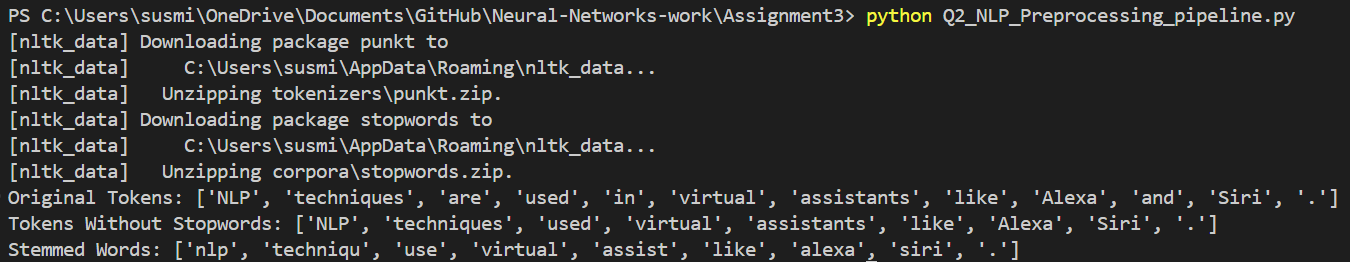 PS C:\Users\susmi\OneDrive\Documents\GitHub\Neural-Networks-work\Assignment3> python Q2_NLP_Preprocessing_pipeline.py
[nltk_data] Downloading package punkt to
[nltk_data]     C:\Users\susmi\AppData\Roaming\nltk_data...
[nltk_data]   Unzipping tokenizers\punkt.zip.
[nltk_data] Downloading package stopwords to
[nltk_data]     C:\Users\susmi\AppData\Roaming\nltk_data...
[nltk_data]   Unzipping corpora\stopwords.zip.
Original Tokens: ['NLP', 'techniques', 'are', 'used', 'in', 'virtual', 'assistants', 'like', 'Alexa', 'and', 'Siri', '.']
Tokens Without Stopwords: ['NLP', 'techniques', 'used', 'virtual', 'assistants', 'like', 'Alexa', 'Siri', '.']
Stemmed Words: ['nlp', 'techniqu', 'use', 'virtual', 'assist', 'like', 'alexa', 'siri', '.']